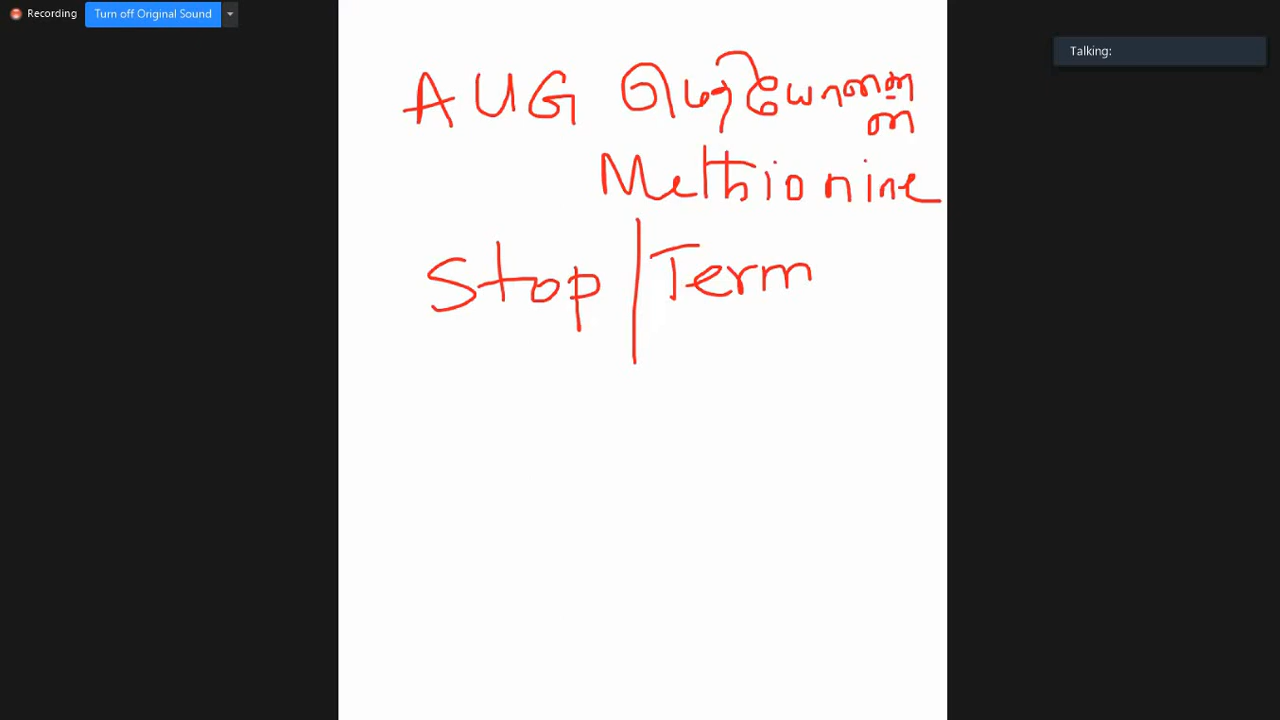 Recording
Turn off Original Sound
Talking:
AUG
Methionine
Stop | Term